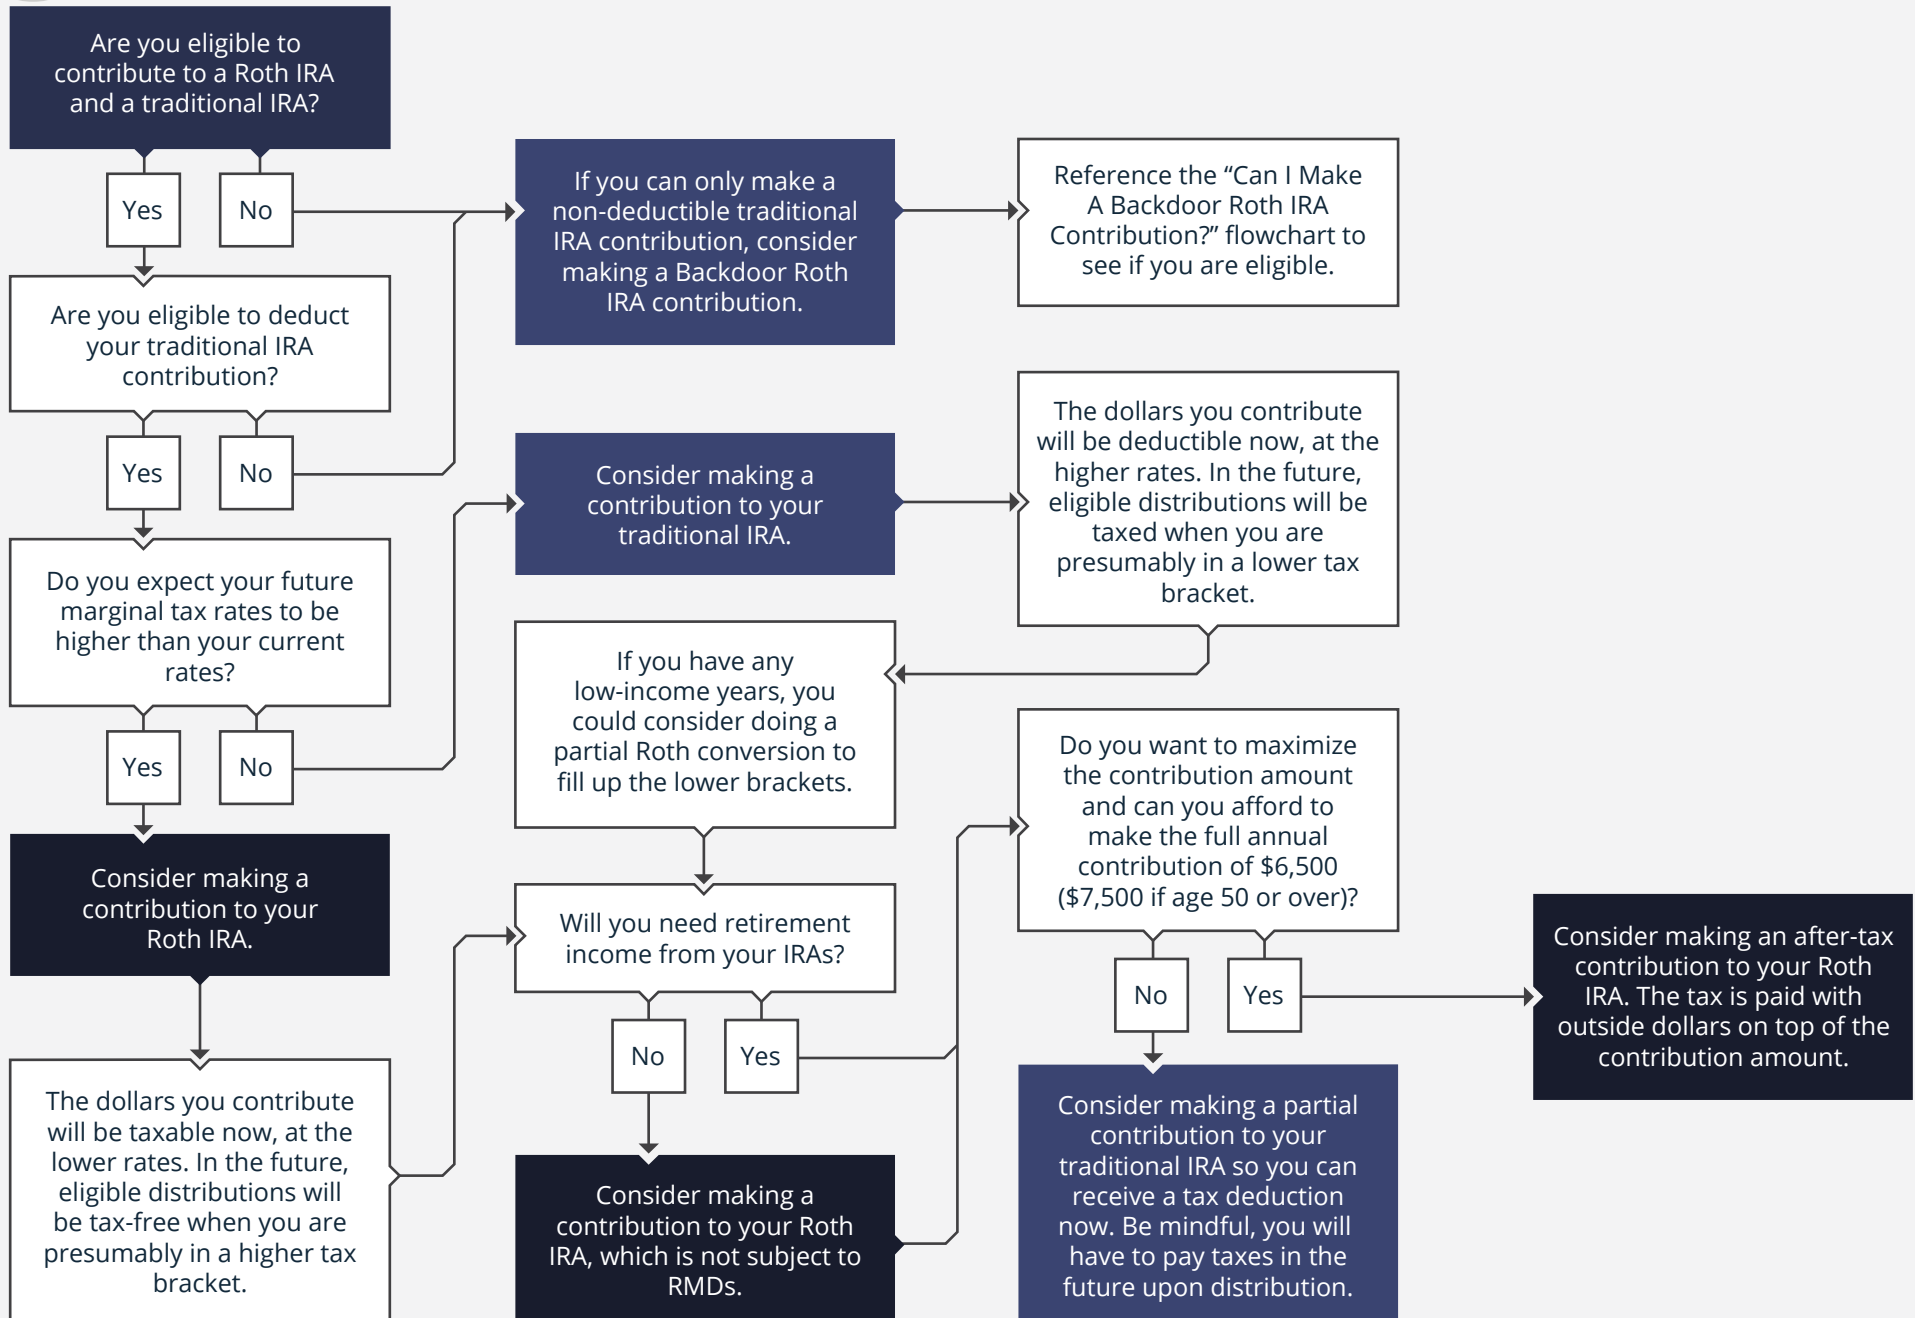 Are you eligible to
contribute to a Roth IRA
and a traditional IRA?
Yes
No
If you can only make a
non-deductible traditional
IRA contribution, consider
making a Backdoor Roth
IRA contribution.
Reference the “Can I Make
A Backdoor Roth IRA
Contribution?” flowchart to
see if you are eligible.
Are you eligible to deduct
your traditional IRA
contribution?
Yes
No
Do you expect your future
marginal tax rates to be
higher than your current
rates?
Yes
No
Consider making a
contribution to your
traditional IRA.
The dollars you contribute
will be deductible now, at the
higher rates. In the future,
eligible distributions will be
taxed when you are
presumably in a lower tax
bracket.
If you have any
low-income years, you
could consider doing a
partial Roth conversion to
fill up the lower brackets.
Consider making a
contribution to your
Roth IRA.
The dollars you contribute
will be taxable now, at the
lower rates. In the future,
eligible distributions will
be tax-free when you are
presumably in a higher tax
bracket.
Will you need retirement
income from your IRAs?
No
Yes
Consider making a
contribution to your Roth
IRA, which is not subject to
RMDs.
Do you want to maximize
the contribution amount
and can you afford to
make the full annual
contribution of $6,500
($7,500 if age 50 or over)?
No
Yes
Consider making a partial
contribution to your
traditional IRA so you can
receive a tax deduction
now. Be mindful, you will
have to pay taxes in the
future upon distribution.
Consider making an after-tax
contribution to your Roth
IRA. The tax is paid with
outside dollars on top of the
contribution amount.